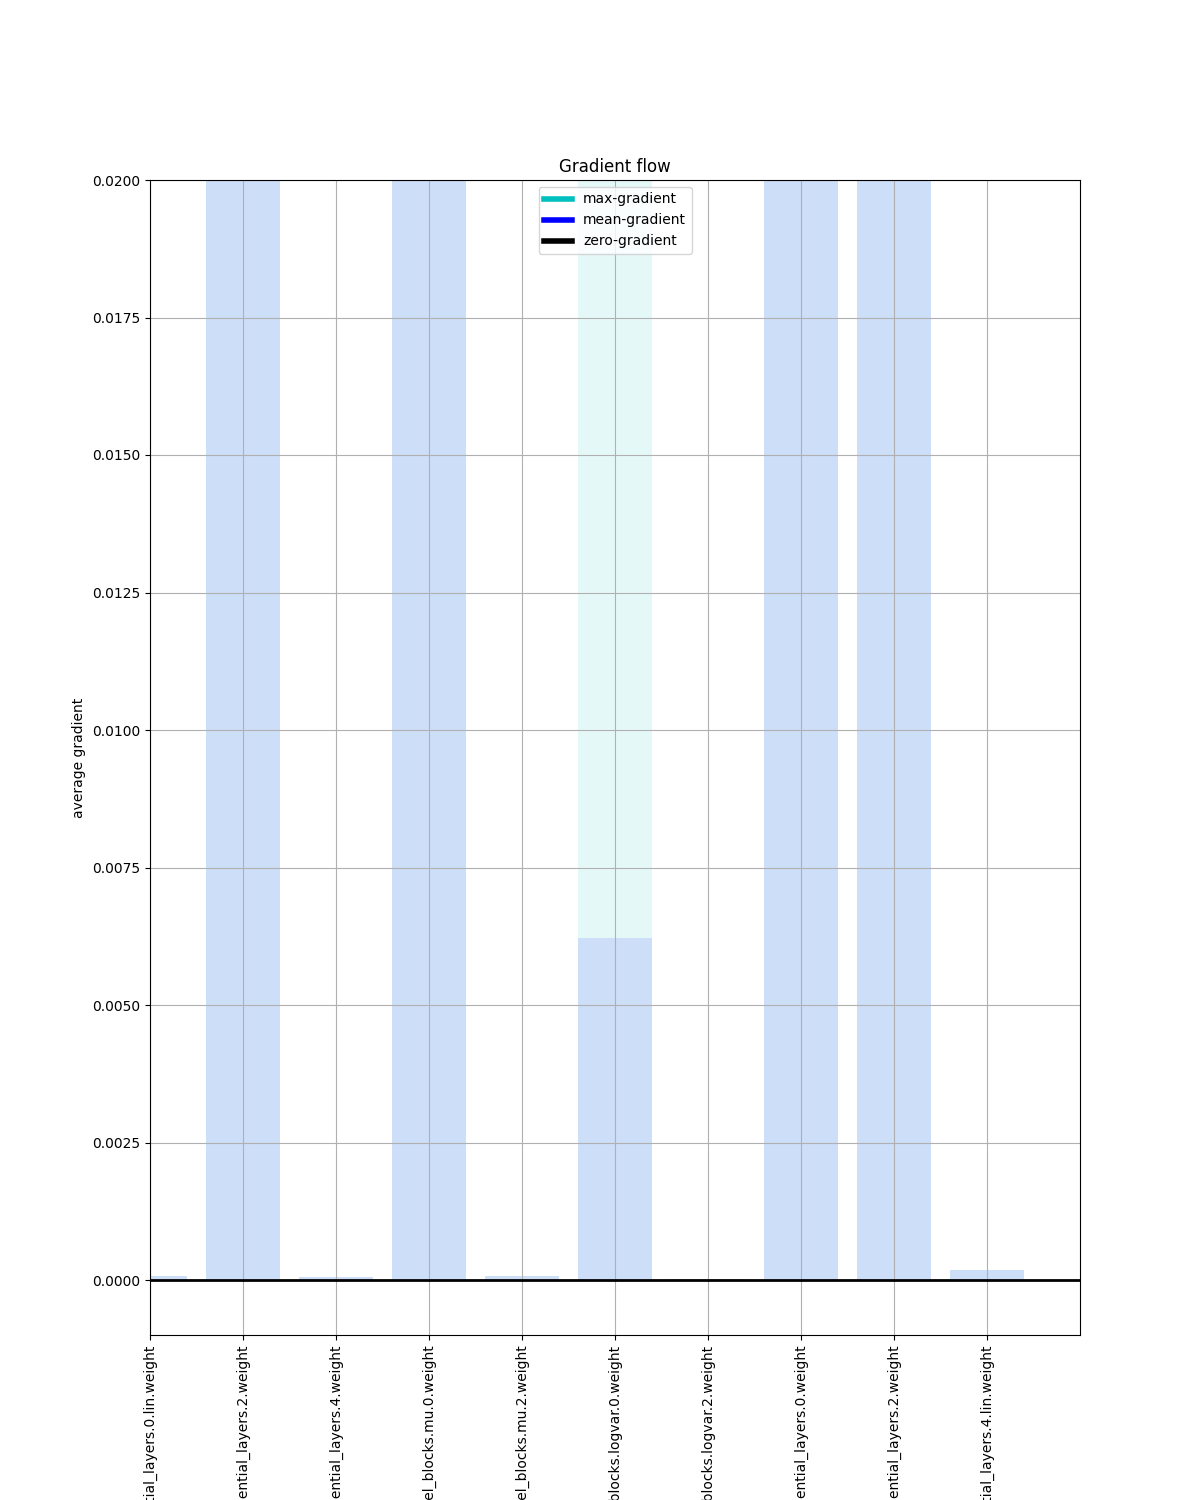 Gradient flow
max-gradient
mean-gradient
zero-gradient
0.0200
0.0175
0.0150
0.0125
0.0100
0.0075
0.0050
0.0025
0.0000
average gradient
tial_layers.0.lin.weight
ential_layers.2.weight
ential_layers.4.weight
el_blocks.mu.0.weight
el_blocks.mu.2.weight
blocks.logvar.0.weight
blocks.logvar.2.weight
ential_layers.0.weight
ential_layers.2.weight
tial_layers.4.lin.weight